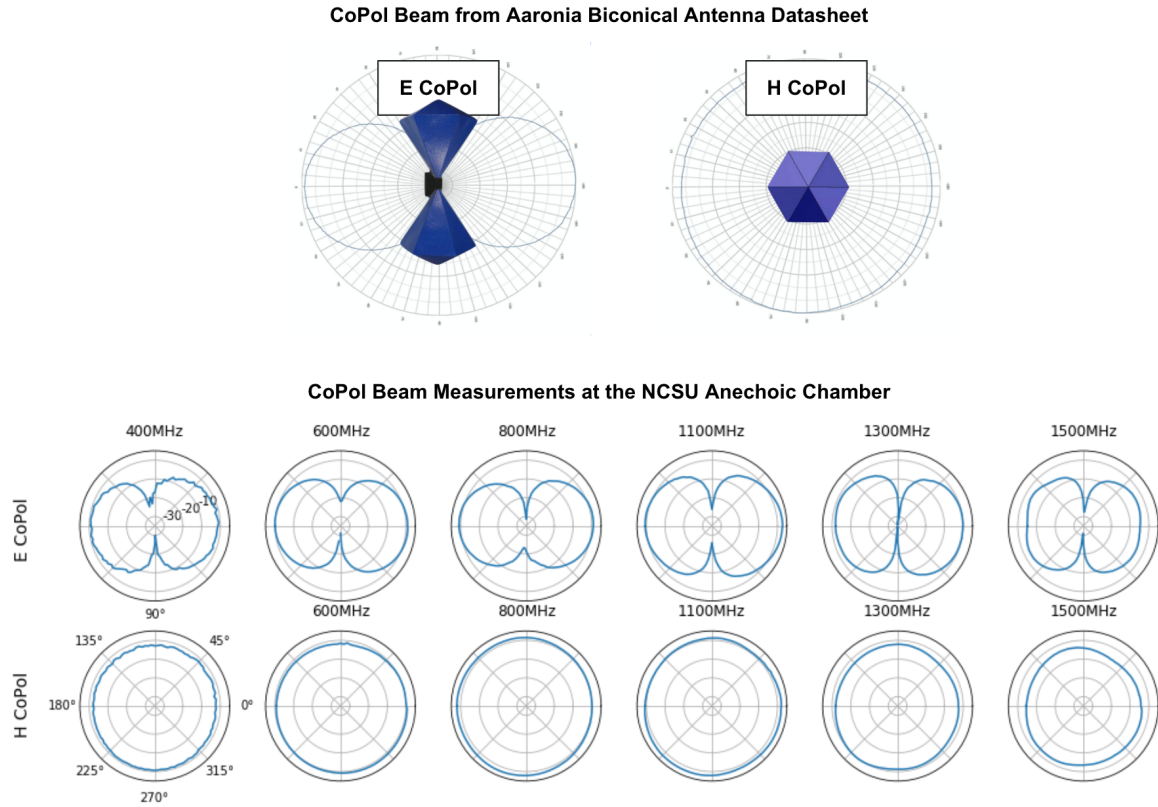 CoPol Beam from Aaronia Biconical Antenna Datasheet
E CoPol
H CoPol
CoPol Beam Measurements at the NCSU Anechoic Chamber
400MHz 600MHz 800MHz 1100MHz 1300MHz 1500MHz
E CoPol
-30 -20 -10
90° 600MHz 800MHz 1100MHz 1300MHz 1500MHz
135° 45°
H CoPol
180° 0°
225° 315°
270°